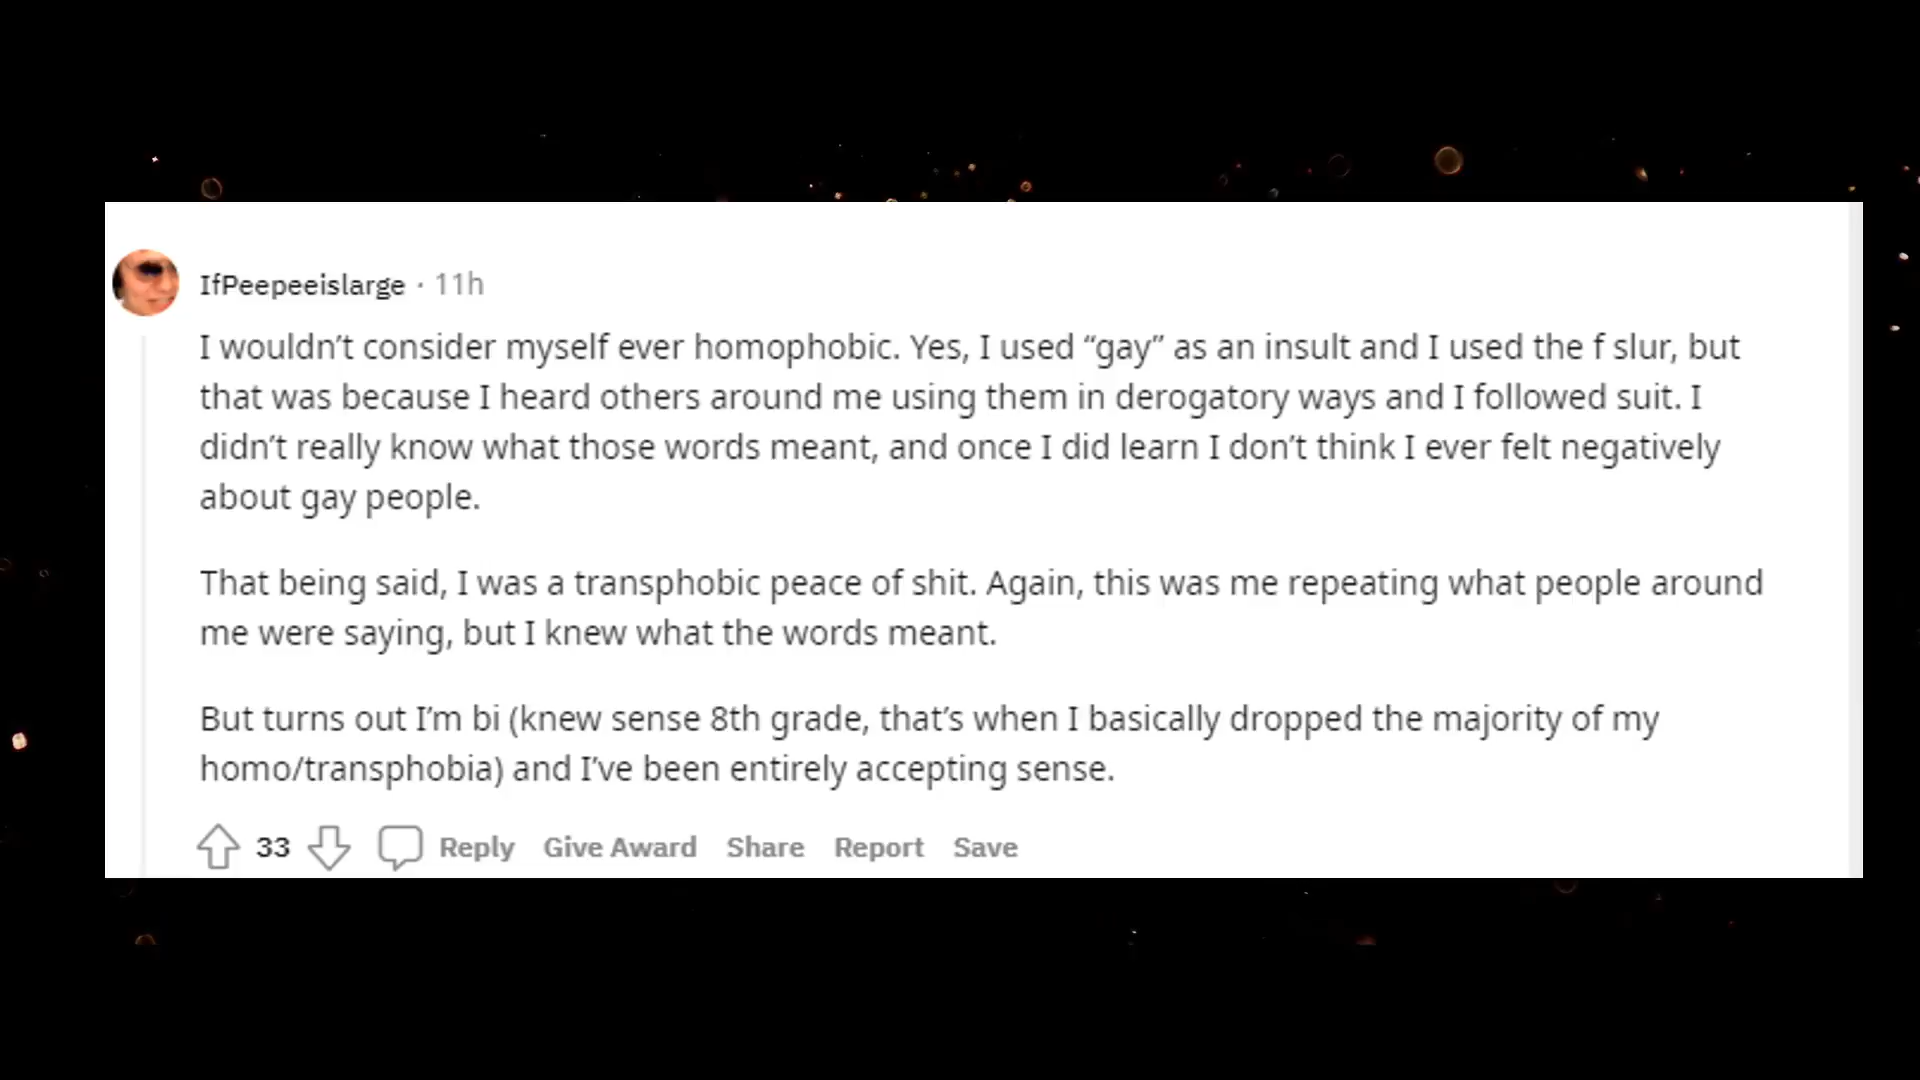 IfPeepeeislarge · 11h
I wouldn’t consider myself ever homophobic. Yes, I used “gay” as an insult and I used the f slur, but
that was because I heard others around me using them in derogatory ways and I followed suit. I
didn’t really know what those words meant, and once I did learn I don’t think I ever felt negatively
about gay people.
That being said, I was a transphobic peace of shit. Again, this was me repeating what people around
me were saying, but I knew what the words meant.
But turns out I’m bi (knew sense 8th grade, that’s when I basically dropped the majority of my
homo/transphobia) and I’ve been entirely accepting sense.
33 Reply Give Award Share Report Save